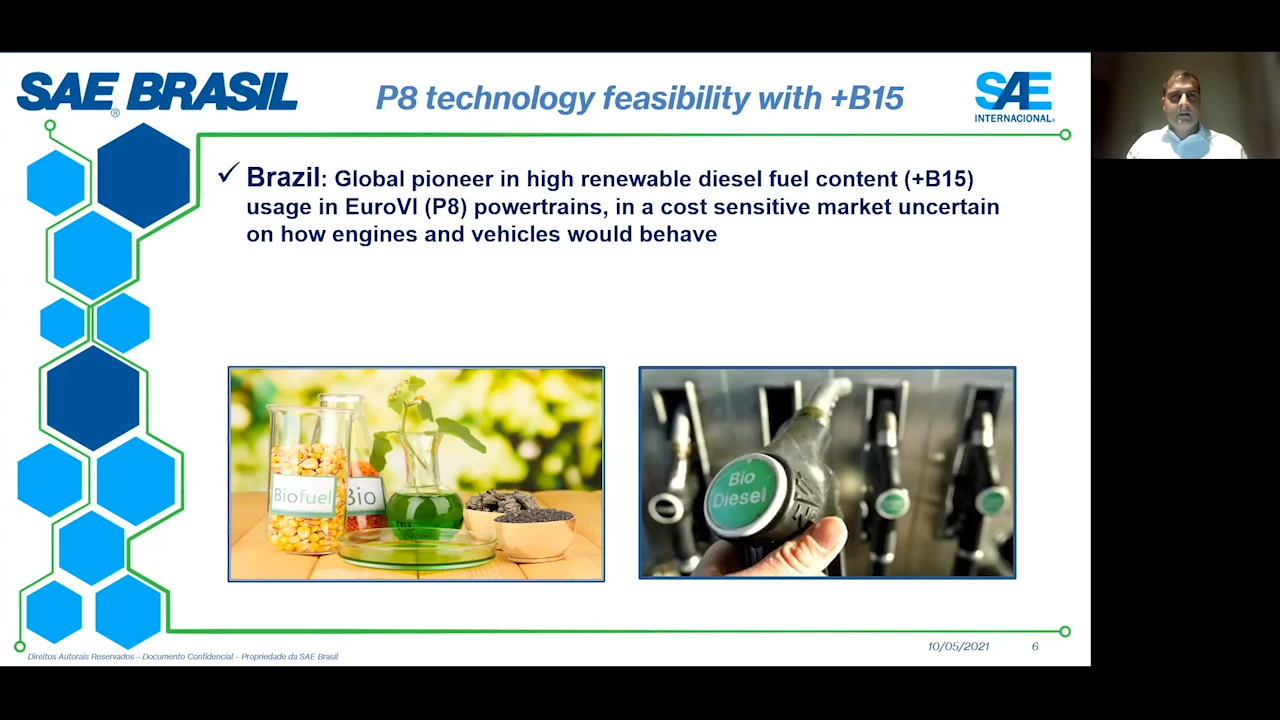 SAE BRASIL
®
P8 technology feasibility with +B15
SAE
INTERNACIONAL®
✓ Brazil: Global pioneer in high renewable diesel fuel content (+B15)
usage in EuroVI (P8) powertrains, in a cost sensitive market uncertain
on how engines and vehicles would behave
Biofuel
Bio
Bio
Diesel
10/05/2021
6
Direitos Autorais Reservados – Documento Confidencial – Propriedade da SAE Brasil